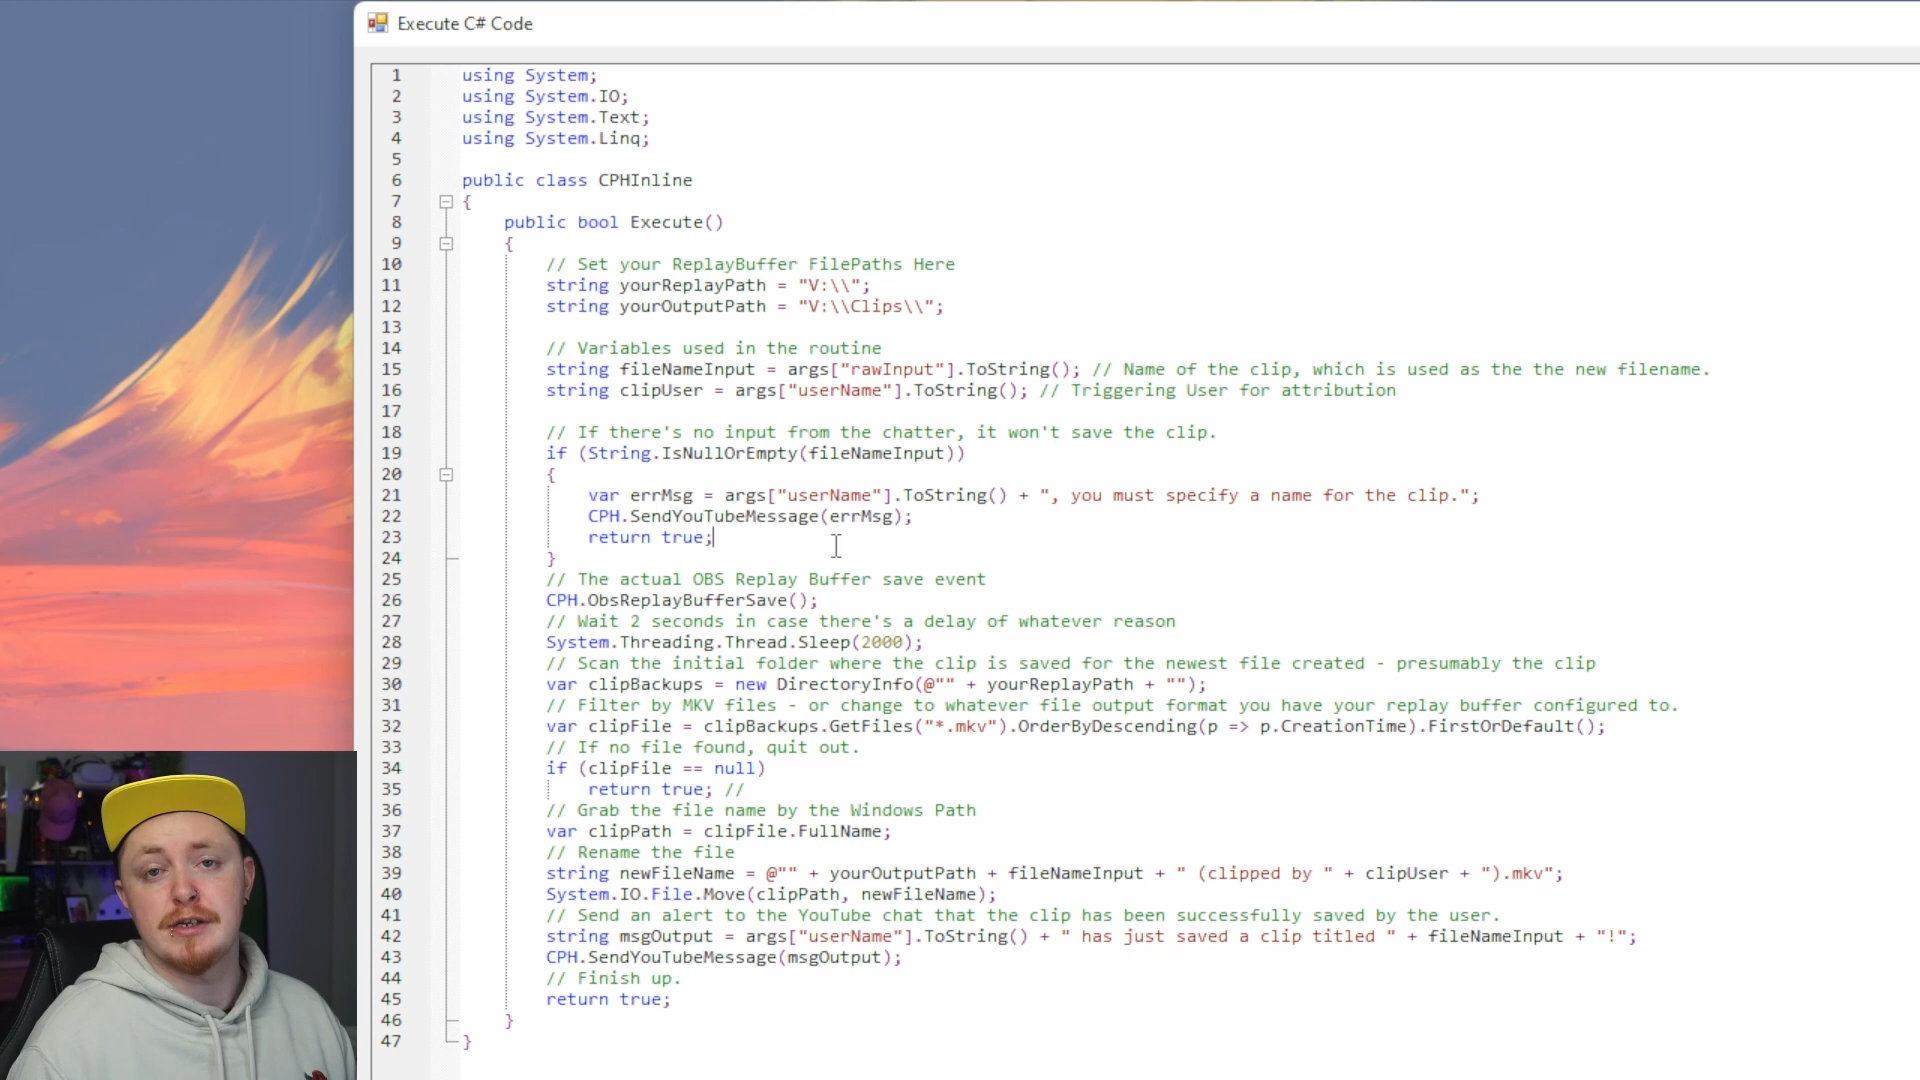 Execute C# Code
1 using System;
2 using System.IO;
3 using System.Text;
4 using System.Linq;
5
6 public class CPHInline
7 {
8 public bool Execute()
9 {
10 // Set your ReplayBuffer FilePaths Here
11 string yourReplayPath = "V:\\";
12 string yourOutputPath = "V:\\Clips\\";
13
14 // Variables used in the routine
15 string fileNameInput = args["rawInput"].ToString(); // Name of the clip, which is used as the the new filename.
16 string clipUser = args["userName"].ToString(); // Triggering User for attribution
17
18 // If there's no input from the chatter, it won't save the clip.
19 if (String.IsNullOrEmpty(fileNameInput))
20 {
21 var errMsg = args["userName"].ToString() + ", you must specify a name for the clip.";
22 CPH.SendYouTubeMessage(errMsg);
23 return true;
24 }
25 // The actual OBS Replay Buffer save event
26 CPH.ObsReplayBufferSave();
27 // Wait 2 seconds in case there's a delay of whatever reason
28 System.Threading.Thread.Sleep(2000);
29 // Scan the initial folder where the clip is saved for the newest file created - presumably the clip
30 var clipBackups = new DirectoryInfo(@"" + yourReplayPath + "");
31 // Filter by MKV files - or change to whatever file output format you have your replay buffer configured to.
32 var clipFile = clipBackups.GetFiles("*.mkv").OrderByDescending(p => p.CreationTime).FirstOrDefault();
33 // If no file found, quit out.
34 if (clipFile == null)
35 return true; //
36 // Grab the file name by the Windows Path
37 var clipPath = clipFile.FullName;
38 // Rename the file
39 string newFileName = @"" + yourOutputPath + fileNameInput + " (clipped by " + clipUser + ").mkv";
40 System.IO.File.Move(clipPath, newFileName);
41 // Send an alert to the YouTube chat that the clip has been successfully saved by the user.
42 string msgOutput = args["userName"].ToString() + " has just saved a clip titled " + fileNameInput + "!";
43 CPH.SendYouTubeMessage(msgOutput);
44 // Finish up.
45 return true;
46 }
47 }